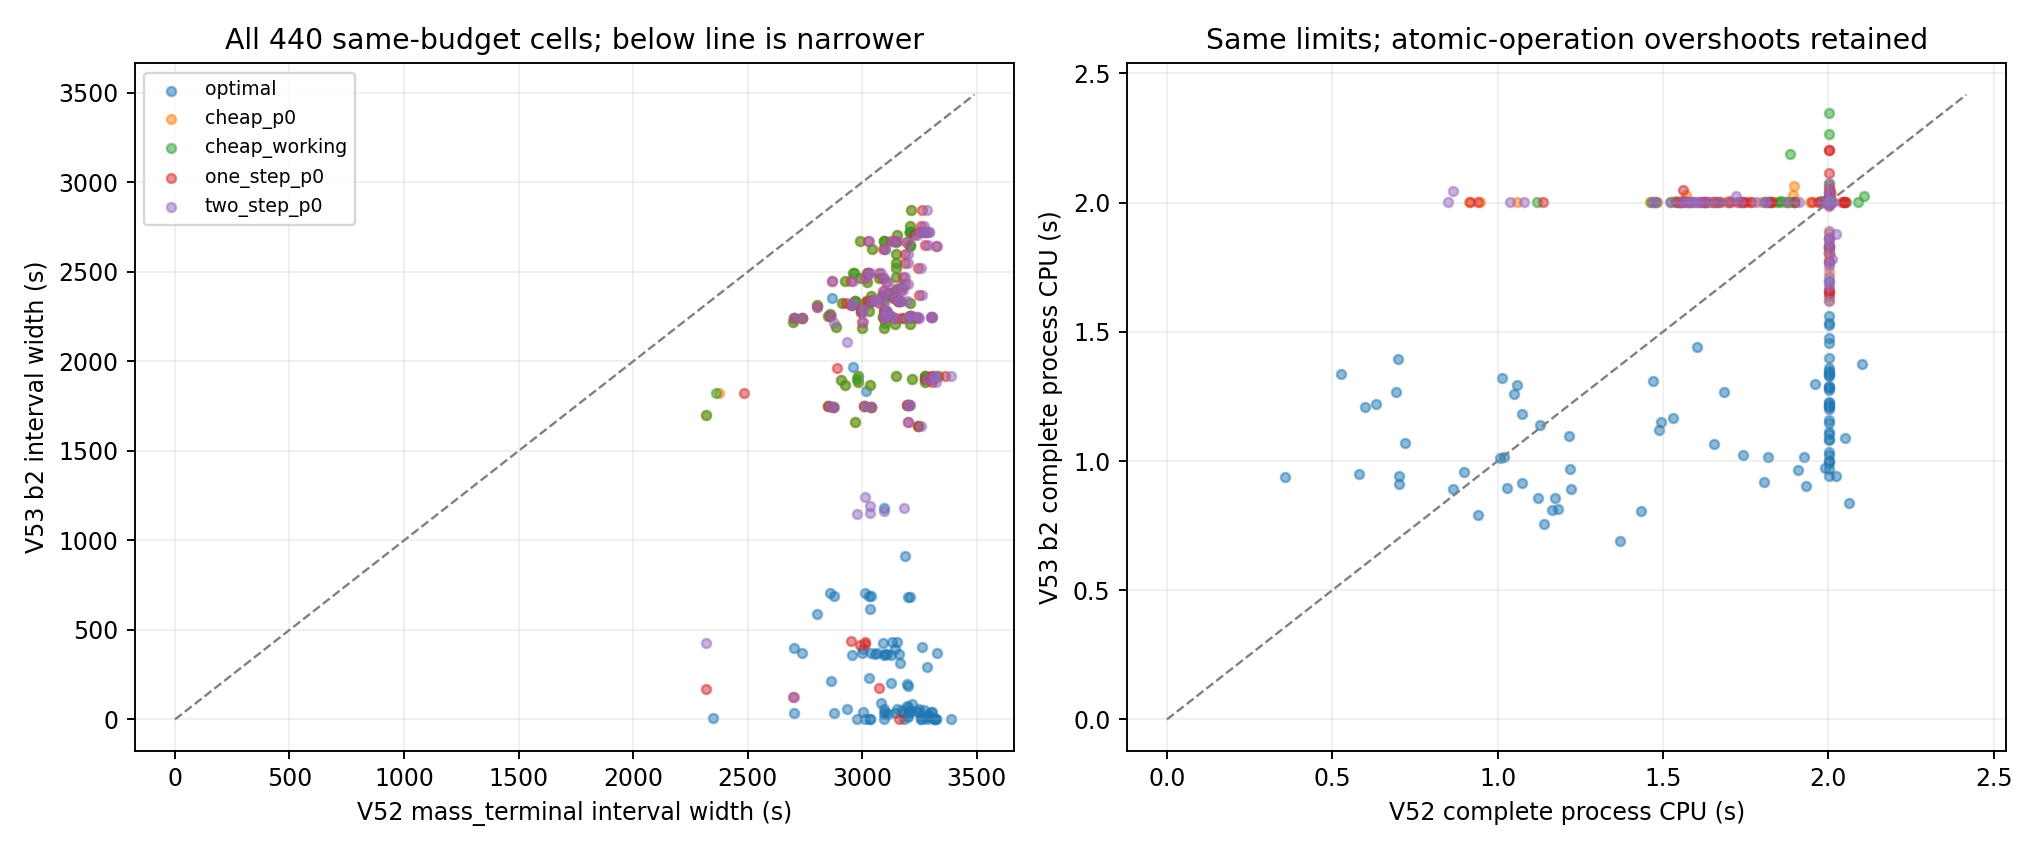 All 440 same-budget cells; below line is narrower
optimal
cheap_p0
cheap_working
one_step_p0
two_step_p0
3500
3000
2500
2000
1500
1000
500
0
V53 b2 interval width (s)
0 500 1000 1500 2000 2500 3000 3500
V52 mass_terminal interval width (s)
Same limits; atomic-operation overshoots retained
2.5
2.0
1.5
1.0
0.5
0.0
V53 b2 complete process CPU (s)
0.0 0.5 1.0 1.5 2.0 2.5
V52 complete process CPU (s)